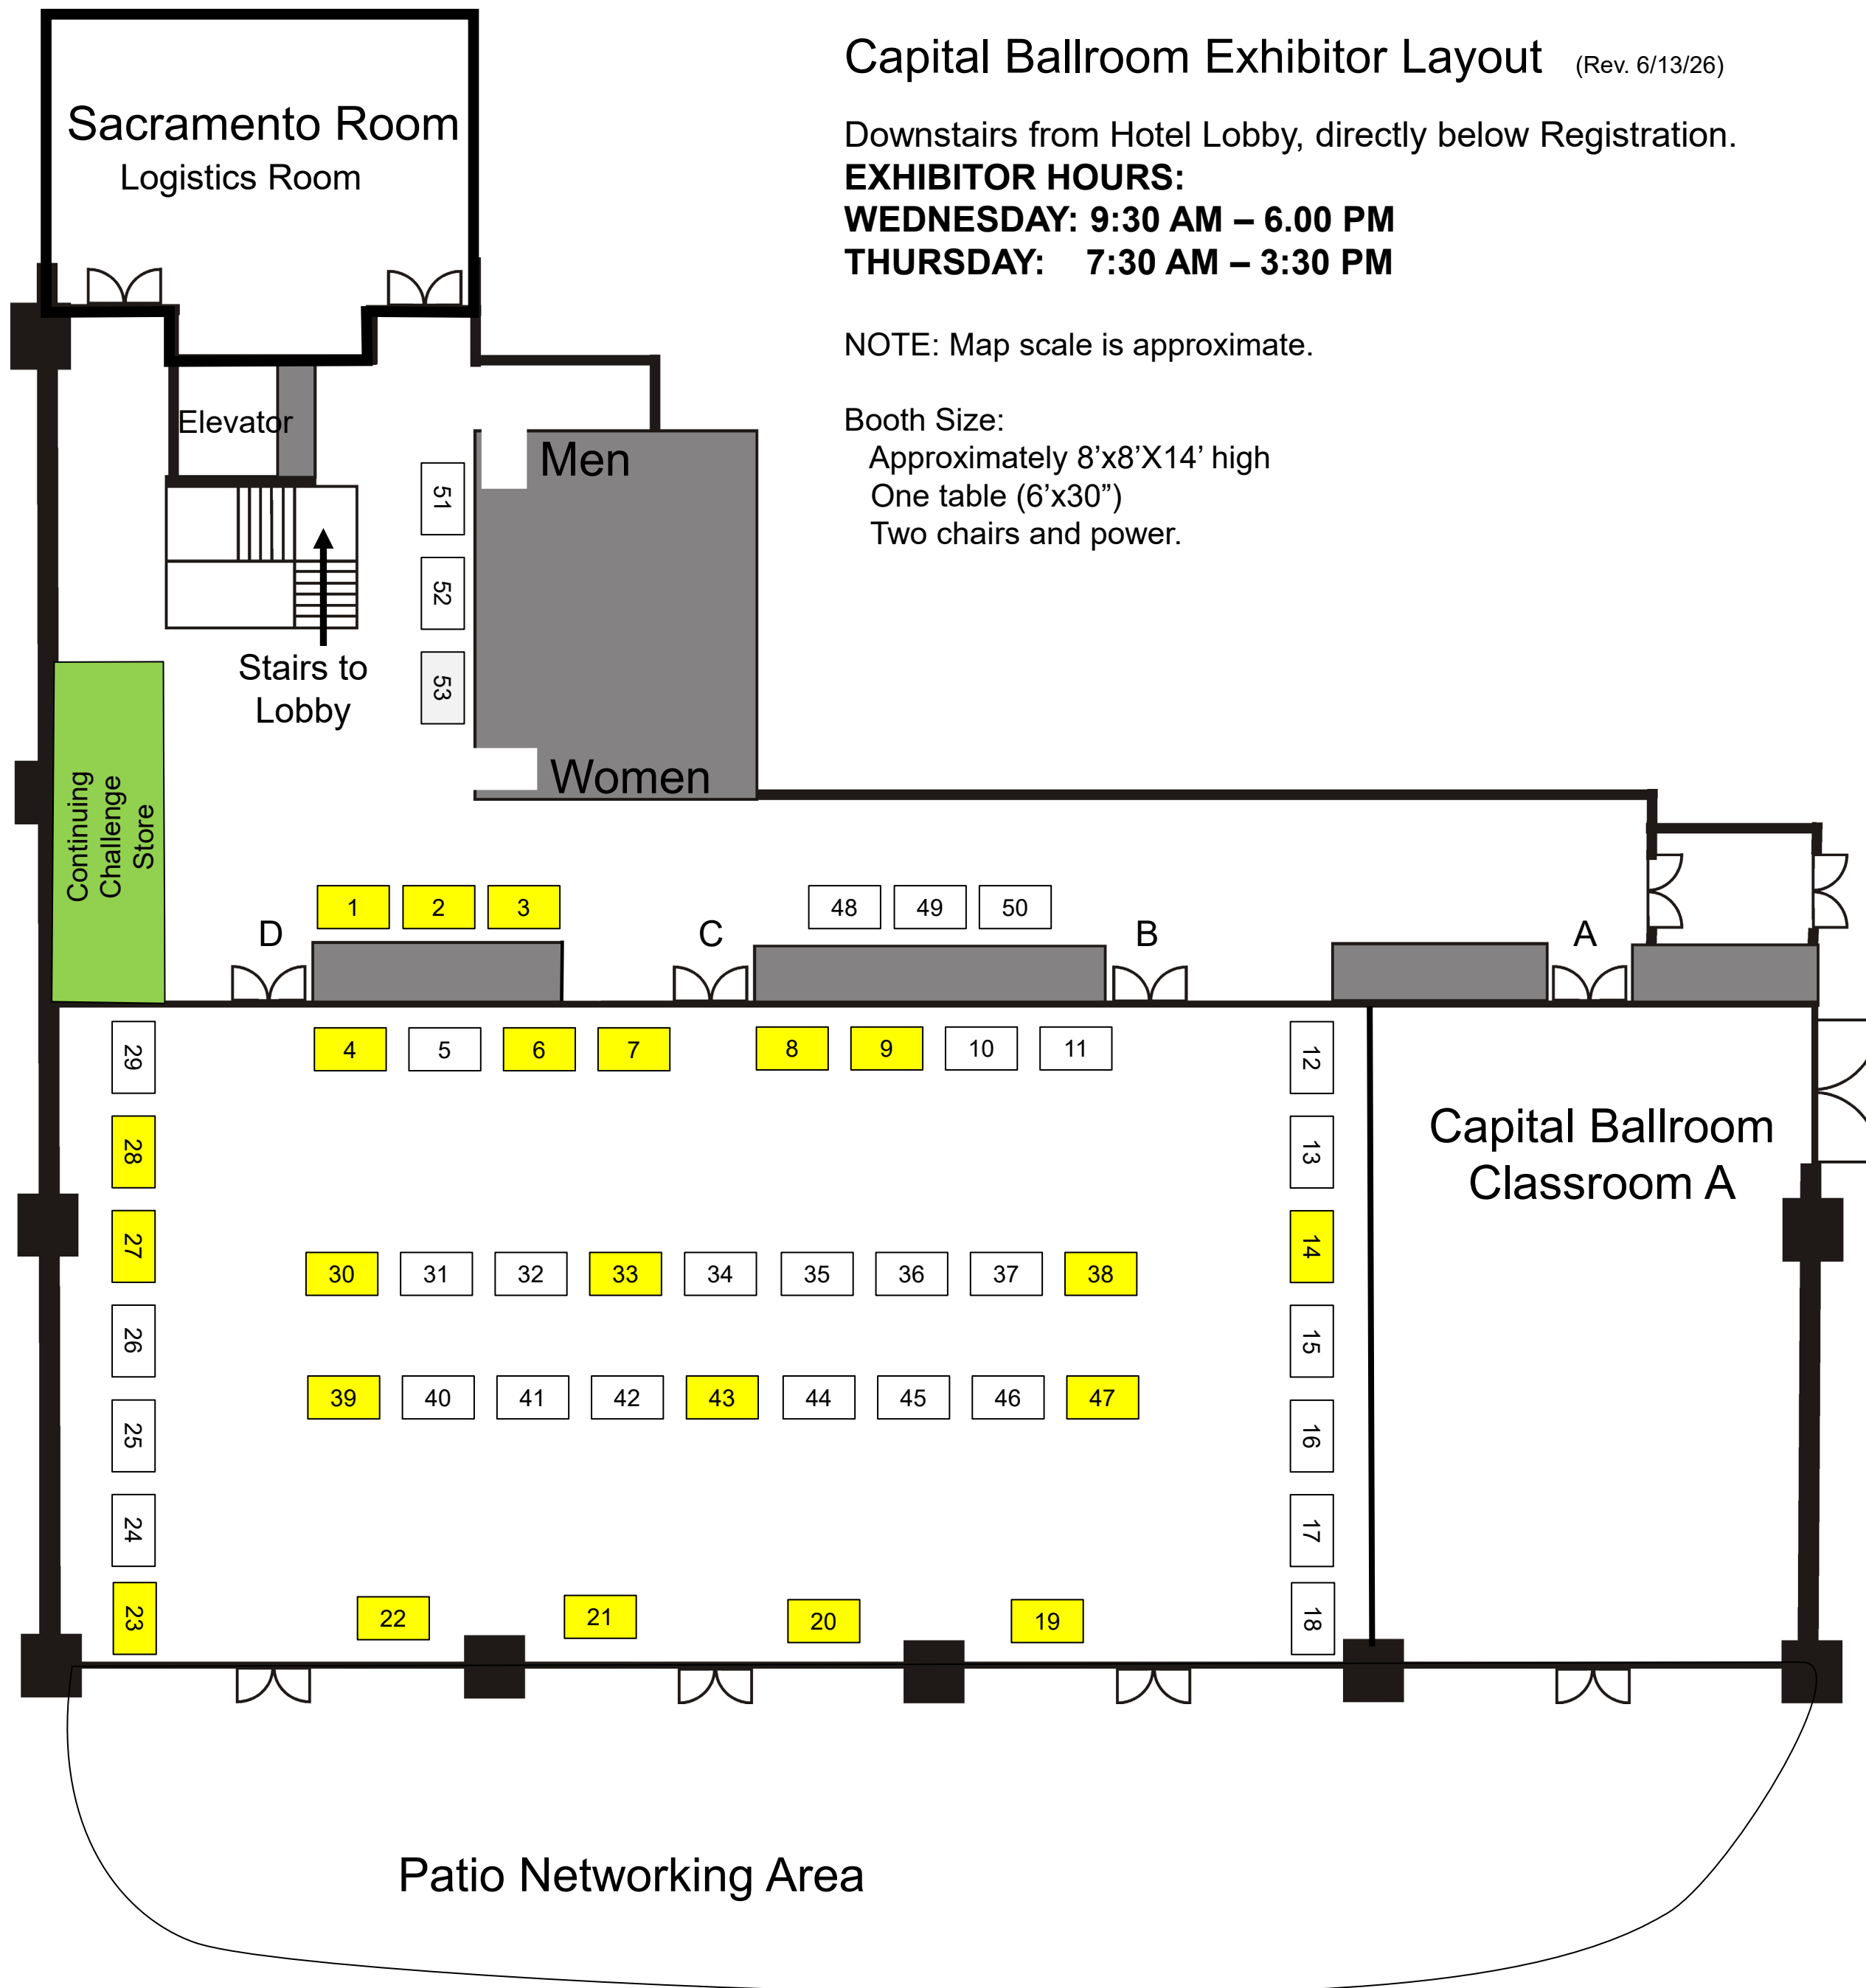 Capital Ballroom Exhibitor Layout (Rev. 6/13/26)
Downstairs from Hotel Lobby, directly below Registration.
EXHIBITOR HOURS:
WEDNESDAY: 9:30 AM – 6.00 PM
THURSDAY: 7:30 AM – 3:30 PM
NOTE: Map scale is approximate.
Booth Size:
Approximately 8’x8’X14’ high
One table (6’x30”)
Two chairs and power.
Sacramento Room
Logistics Room
Elevator
Men
51
52
53
Stairs to
Lobby
Women
Continuing
Challenge
Store
1 2 3
48 49 50
D C B A
4 5 6 7 8 9 10 11
29
28
27
26
25
24
23
12
13
14
15
16
17
18
Capital Ballroom
Classroom A
30 31 32 33 34 35 36 37 38
39 40 41 42 43 44 45 46 47
22 21 20 19
Patio Networking Area